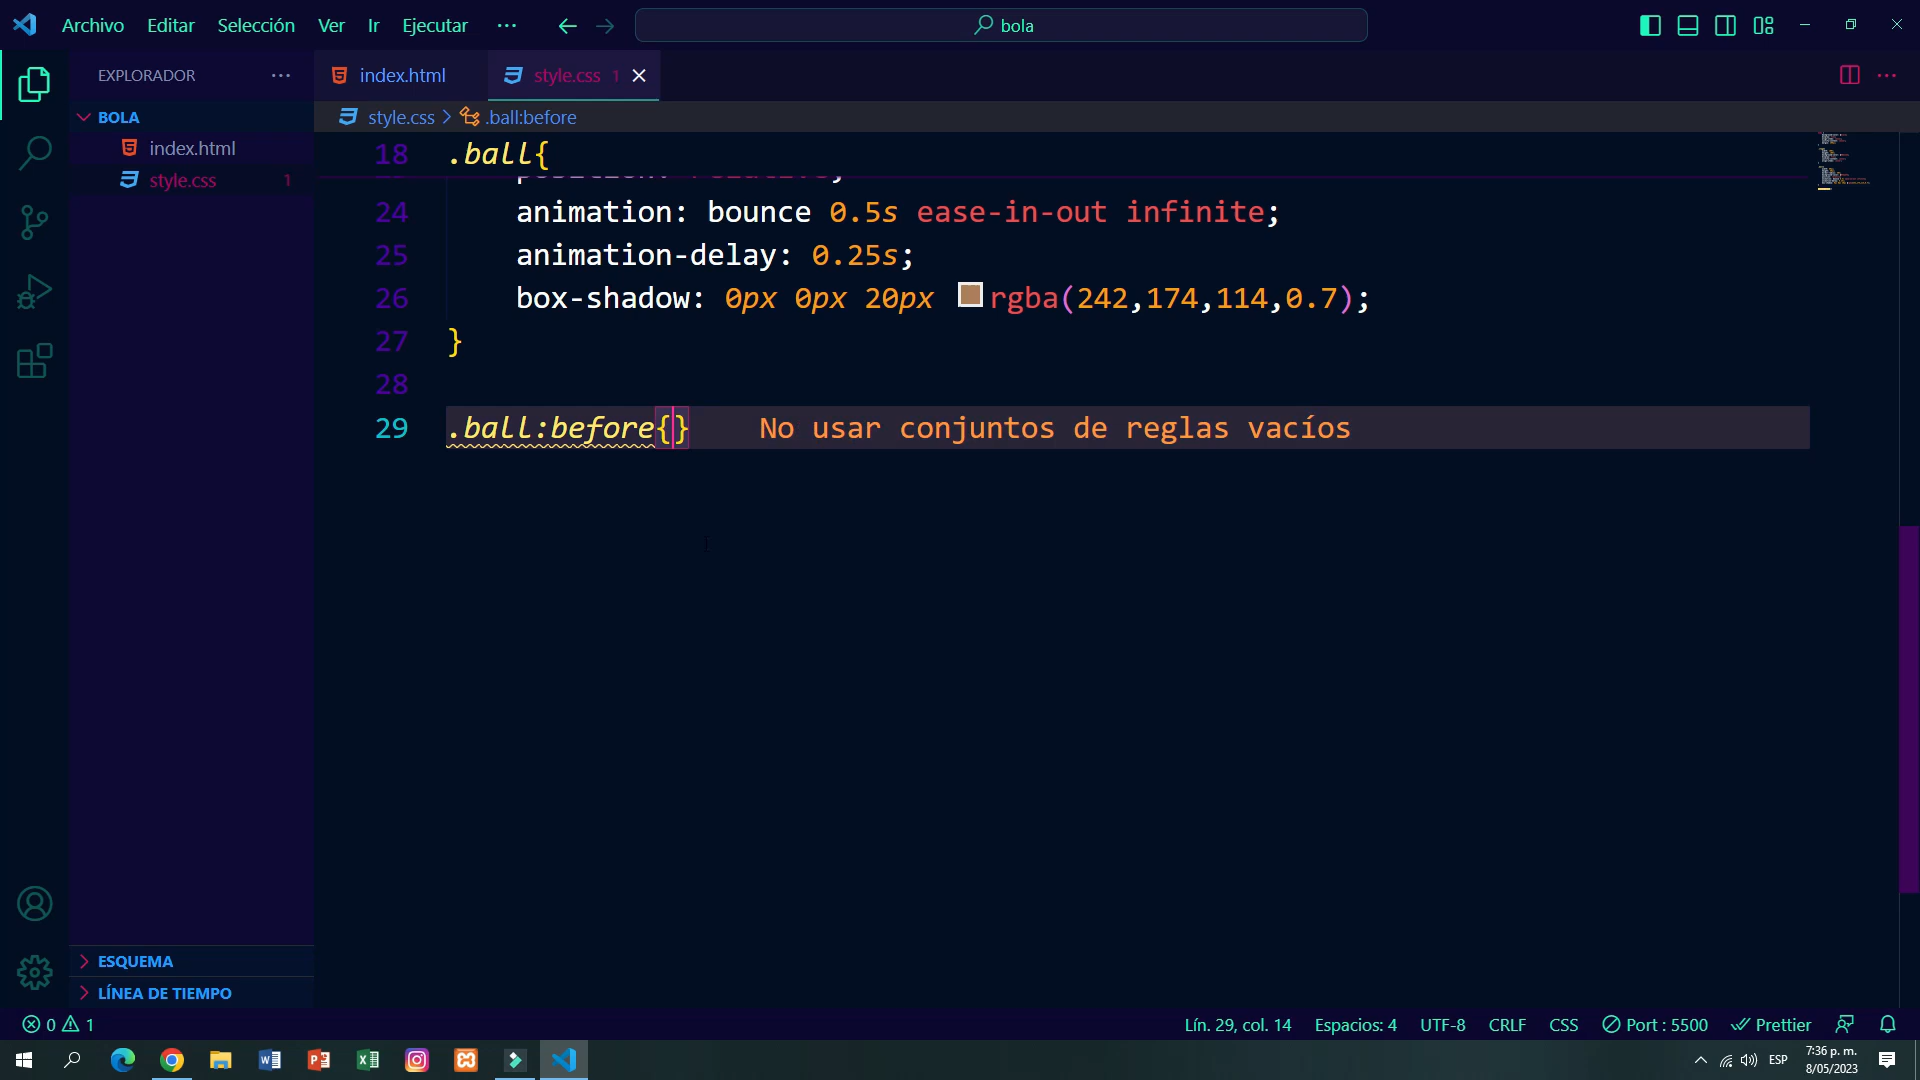 Archivo Editar Selección Ver Ir Ejecutar ··· bola
EXPLORADOR ···
BOLA
index.html
style.css 1
ESQUEMA
LÍNEA DE TIEMPO
index.html style.css 1
style.css > .ball:before
18 .ball{
24 animation: bounce 0.5s ease-in-out infinite;
25 animation-delay: 0.25s;
26 box-shadow: 0px 0px 20px rgba(242,174,114,0.7);
27 }
28
29 .ball:before{} No usar conjuntos de reglas vacíos
0 1 Lín. 29, col. 14 Espacios: 4 UTF-8 CRLF CSS Port : 5500 Prettier
ESP 7:36 p. m.
8/05/2023